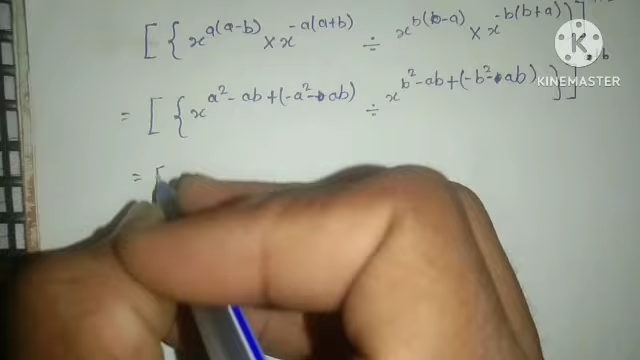 [ { x^a(a-b) × x^-a(a+b) ÷ x^b(b-a) × x^-b(b+a) ]
K
KINEMASTER
= [ { x^a²-ab+(-a²-ab) ÷ x^b²-ab+(-b²-ab) } ]
= [